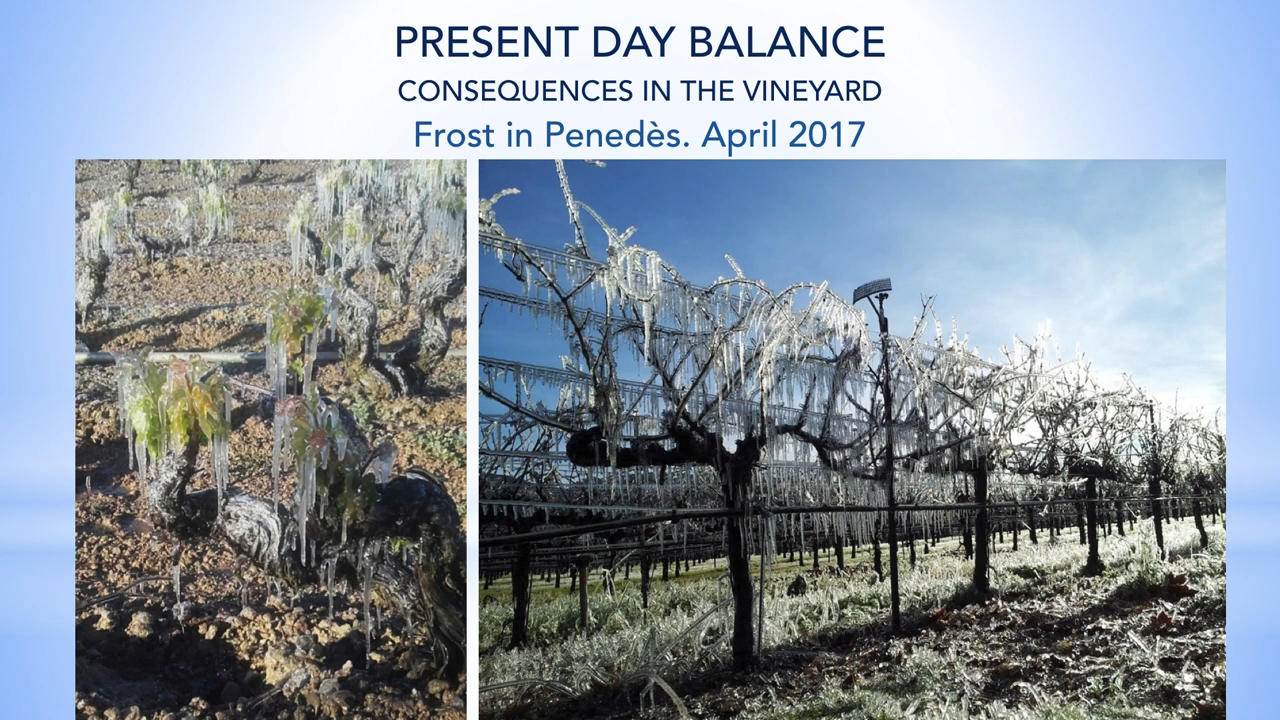 PRESENT DAY BALANCE
CONSEQUENCES IN THE VINEYARD
Frost in Penedès. April 2017